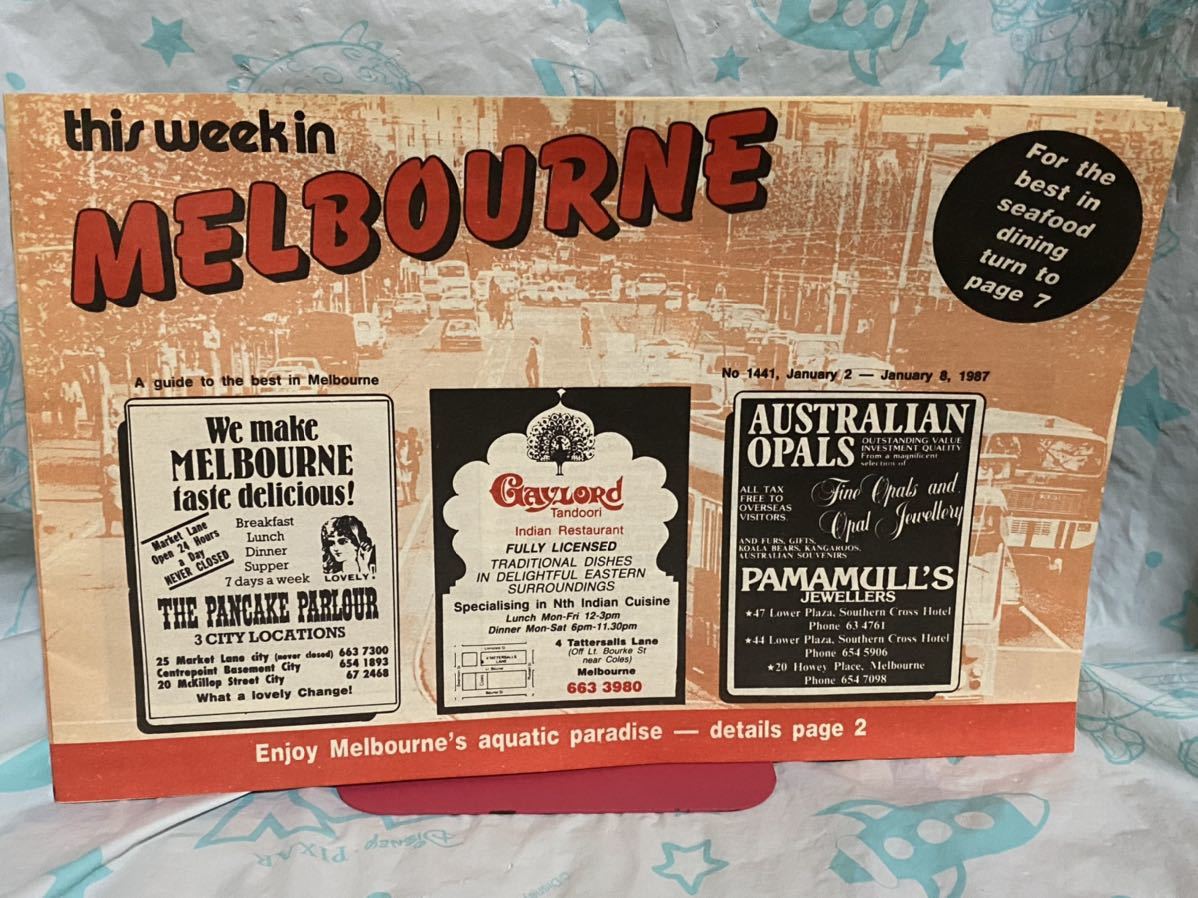 this week in
MELBOURNE
For the
best in
seafood
dining
turn to
page 7
A guide to the best in Melbourne
No 1441, January 2 — January 8, 1987
We make
MELBOURNE
taste delicious!
Market Lane
Open 24 Hours
a Day
NEVER CLOSED
Breakfast
Lunch
Dinner
Supper
7 days a week
LOVELY!
THE PANCAKE PARLOUR
3 CITY LOCATIONS
25 Market Lane city (never closed) 663 7300
Centrepoint Basement City 654 1893
20 McKillop Street City 67 2468
What a lovely Change!
GAYLORD
Tandoori
Indian Restaurant
FULLY LICENSED
TRADITIONAL DISHES
IN DELIGHTFUL EASTERN
SURROUNDINGS
Specialising in Nth Indian Cuisine
Lunch Mon-Fri 12-3pm
Dinner Mon-Sat 6pm-11.30pm
4 Tattersalls Lane
(Off Lt. Bourke St
near Coles)
Melbourne
663 3980
AUSTRALIAN
OPALS
OUTSTANDING VALUE
INVESTMENT QUALITY
From a magnificent
selection of
ALL TAX
FREE TO
OVERSEAS
VISITORS.
Fine Opals and
Opal Jewellery
AND FURS, GIFTS,
KOALA BEARS, KANGAROOS,
AUSTRALIAN SOUVENIRS
PAMAMULL'S
JEWELLERS
★47 Lower Plaza, Southern Cross Hotel
Phone 63 4761
★44 Lower Plaza, Southern Cross Hotel
Phone 654 5906
★20 Howey Place, Melbourne
Phone 654 7098
Enjoy Melbourne's aquatic paradise — details page 2
Disney · PIXAR
©Disney